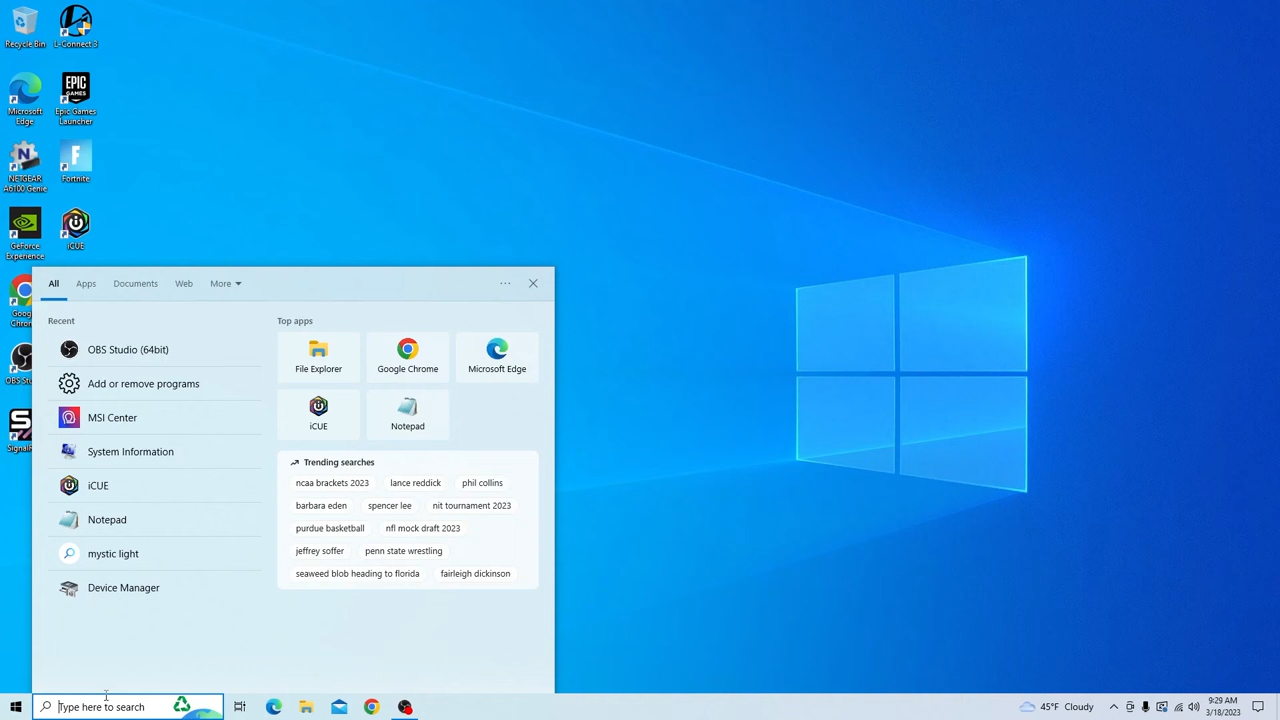 Recycle Bin
L-Connect 3
Microsoft
Edge
EPIC
GAMES
Epic Games
Launcher
NETGEAR
A6100 Genie
Fortnite
GeForce
Experience
iCUE
All
Apps
Documents
Web
More
Recent
OBS Studio (64bit)
Add or remove programs
MSI Center
System Information
iCUE
Notepad
mystic light
Device Manager
Top apps
File Explorer
Google Chrome
Microsoft Edge
iCUE
Notepad
Trending searches
ncaa brackets 2023
lance reddick
phil collins
barbara eden
spencer lee
nit tournament 2023
purdue basketball
nfl mock draft 2023
jeffrey soffer
penn state wrestling
seaweed blob heading to florida
fairleigh dickinson
Type here to search
45°F Cloudy
9:29 AM
3/18/2023